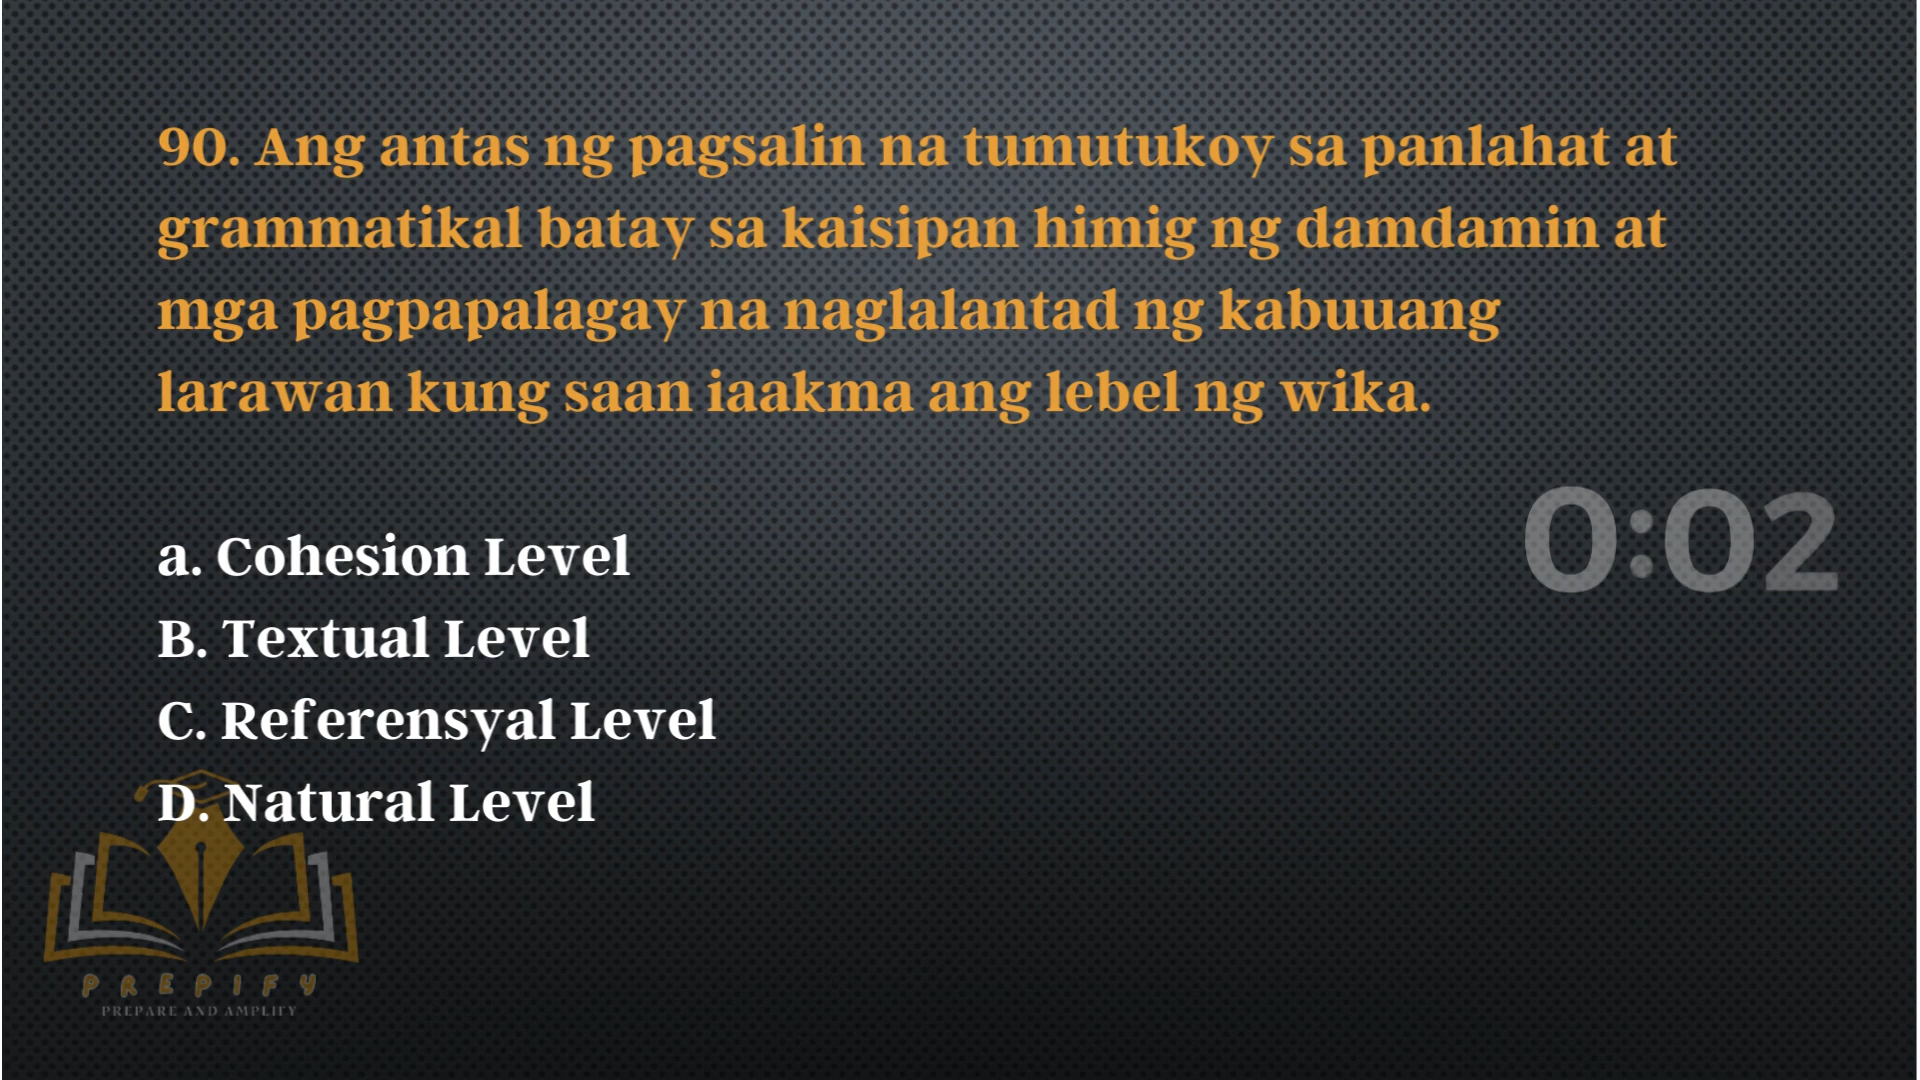 90. Ang antas ng pagsalin na tumutukoy sa panlahat at
grammatikal batay sa kaisipan himig ng damdamin at
mga pagpapalagay na naglalantad ng kabuuang
larawan kung saan iaakma ang lebel ng wika.
0:02
a. Cohesion Level
B. Textual Level
C. Referensyal Level
D. Natural Level
PREPIFY
PREPARE AND AMPLIFY